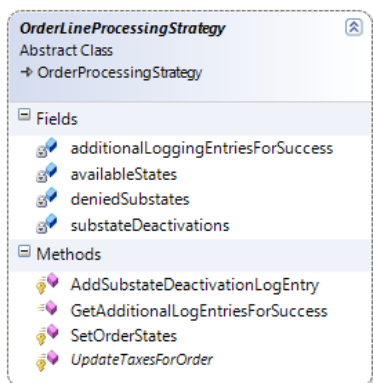 OrderLineProcessingStrategy
Abstract Class
OrderProcessingStrategy
Fields
additionalLoggingEntriesForSuccess
availableStates
deniedSubstates
substateDeactivations
Methods
AddSubstateDeactivationLogEntry
GetAdditionalLogEntriesForSuccess
SetOrderStates
UpdateTaxesForOrder